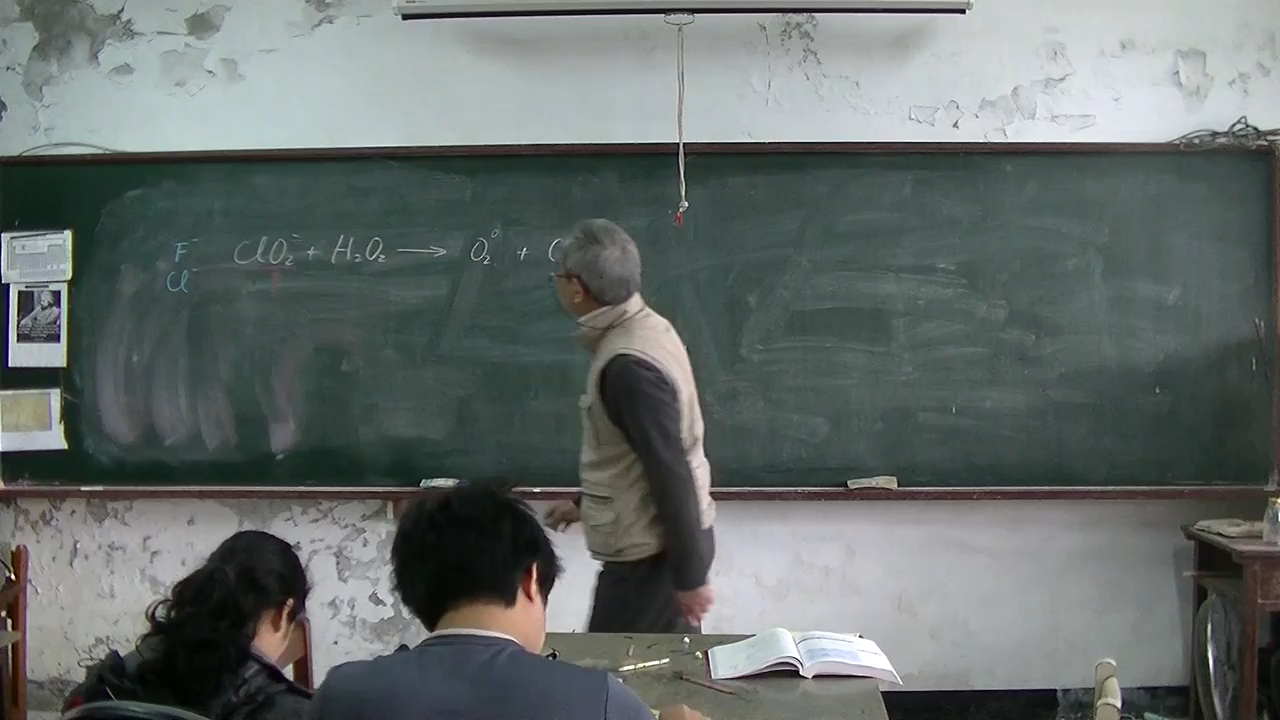 F⁻ ClO₂⁻ + H₂O₂ ⟶ O₂⁰ + C
Cl⁻